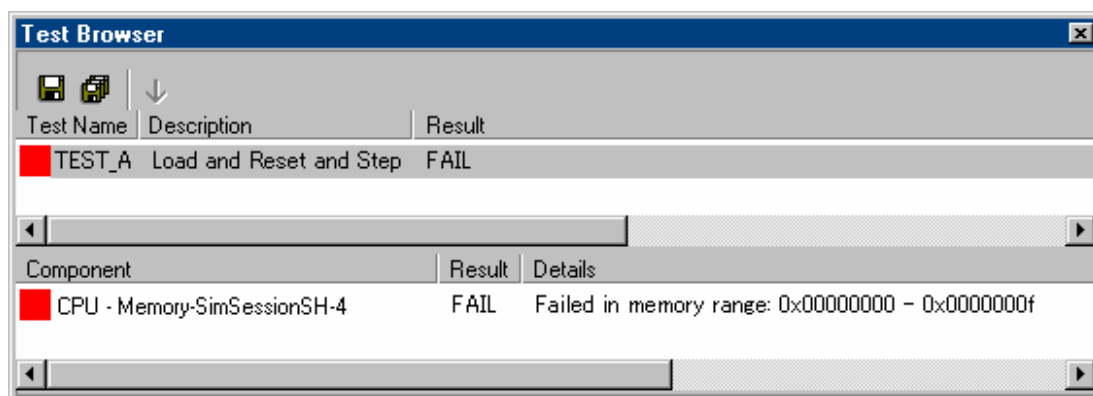 Test Browser
Test Name Description Result
TEST_A Load and Reset and Step FAIL
Component Result Details
CPU - Memory-SimSessionSH-4 FAIL Failed in memory range: 0x00000000 - 0x0000000f